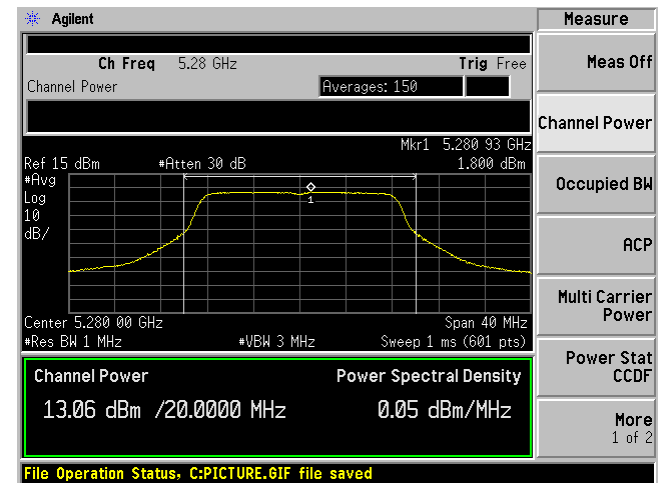 Agilent
Measure
Ch Freq 5.28 GHz Trig Free
Channel Power Averages: 150
Mkr1 5.280 93 GHz
Ref 15 dBm #Atten 30 dB 1.800 dBm
#Avg
Log
10
dB/
1
Center 5.280 00 GHz Span 40 MHz
#Res BW 1 MHz #VBW 3 MHz Sweep 1 ms (601 pts)
Channel Power Power Spectral Density
13.06 dBm /20.0000 MHz 0.05 dBm/MHz
File Operation Status, C:PICTURE.GIF file saved
Meas Off
Channel Power
Occupied BW
ACP
Multi Carrier
Power
Power Stat
CCDF
More
1 of 2